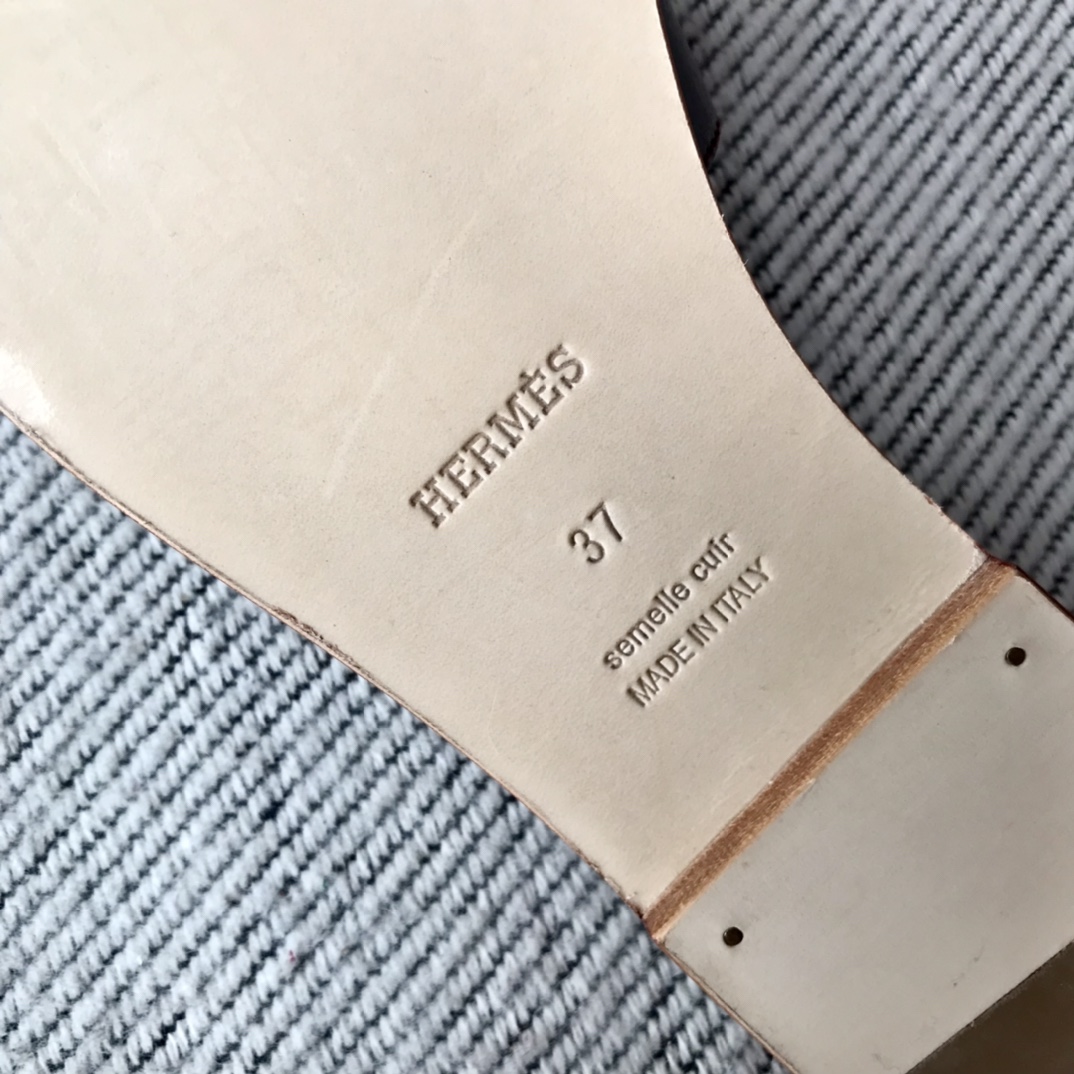 HERMÈS
37
semelle cuir
MADE IN ITALY